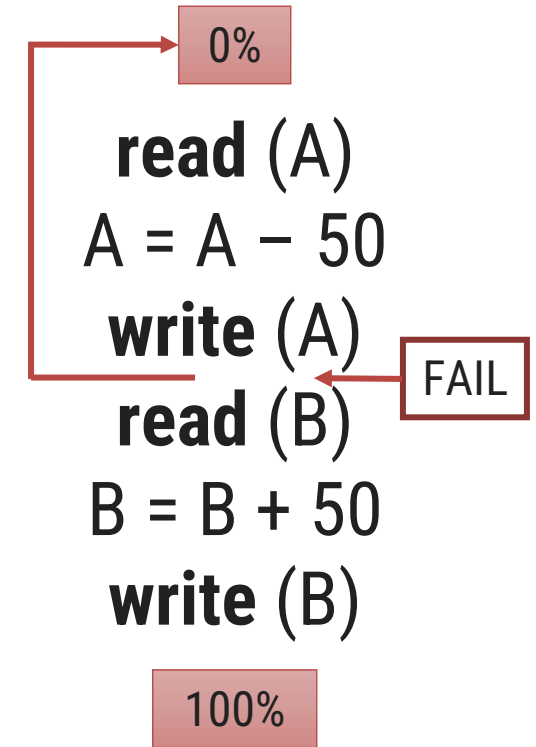 0%
read (A)
A = A – 50
write (A)
FAIL
read (B)
B = B + 50
write (B)
100%